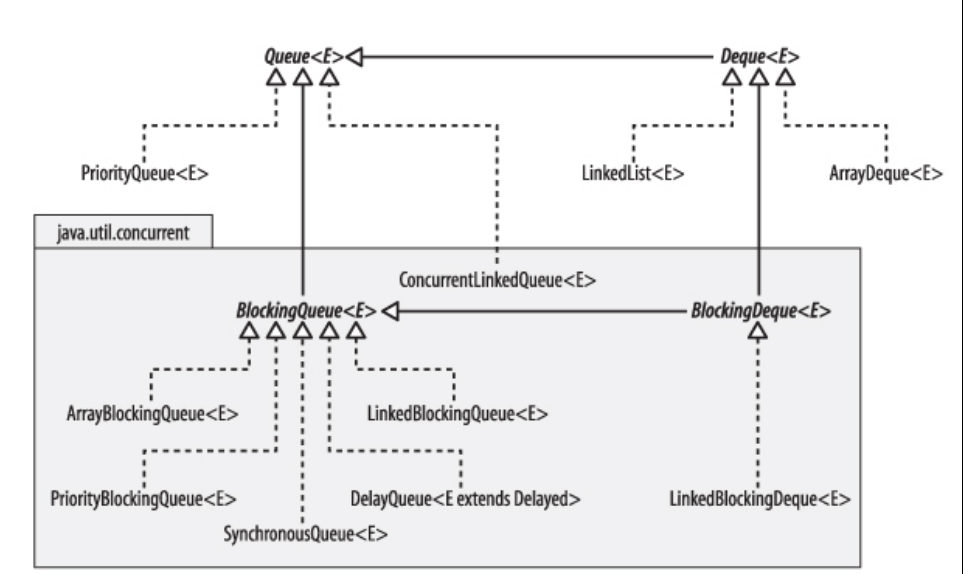 Queue<E>
Deque<E>
PriorityQueue<E>
LinkedList<E>
ArrayDeque<E>
java.util.concurrent
ConcurrentLinkedQueue<E>
BlockingQueue<E>
BlockingDeque<E>
ArrayBlockingQueue<E>
LinkedBlockingQueue<E>
PriorityBlockingQueue<E>
DelayQueue<E extends Delayed>
LinkedBlockingDeque<E>
SynchronousQueue<E>